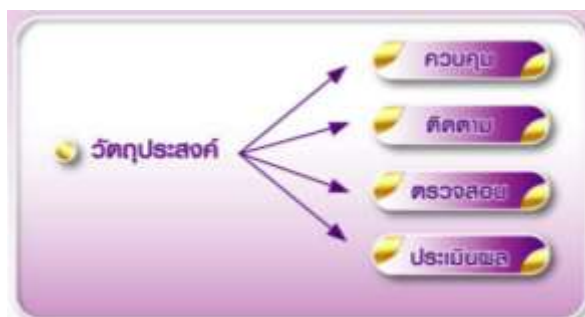 วัตถุประสงค์
ควบคุม
ติดตาม
ตรวจสอบ
ประเมินผล